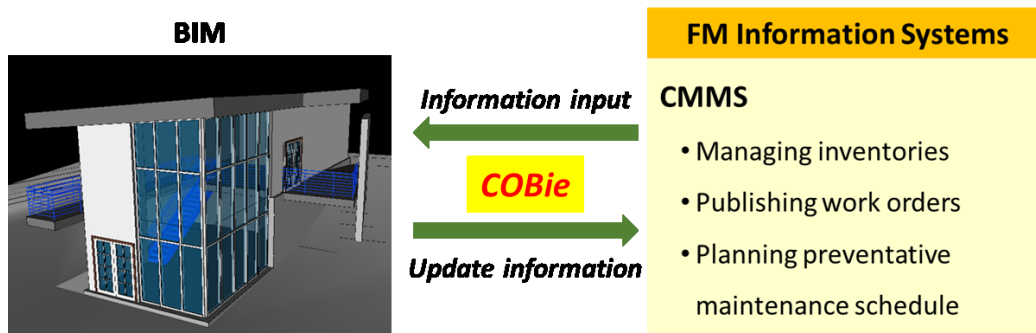 BIM
Information input
COBie
Update information
FM Information Systems
CMMS
• Managing inventories
• Publishing work orders
• Planning preventative
maintenance schedule